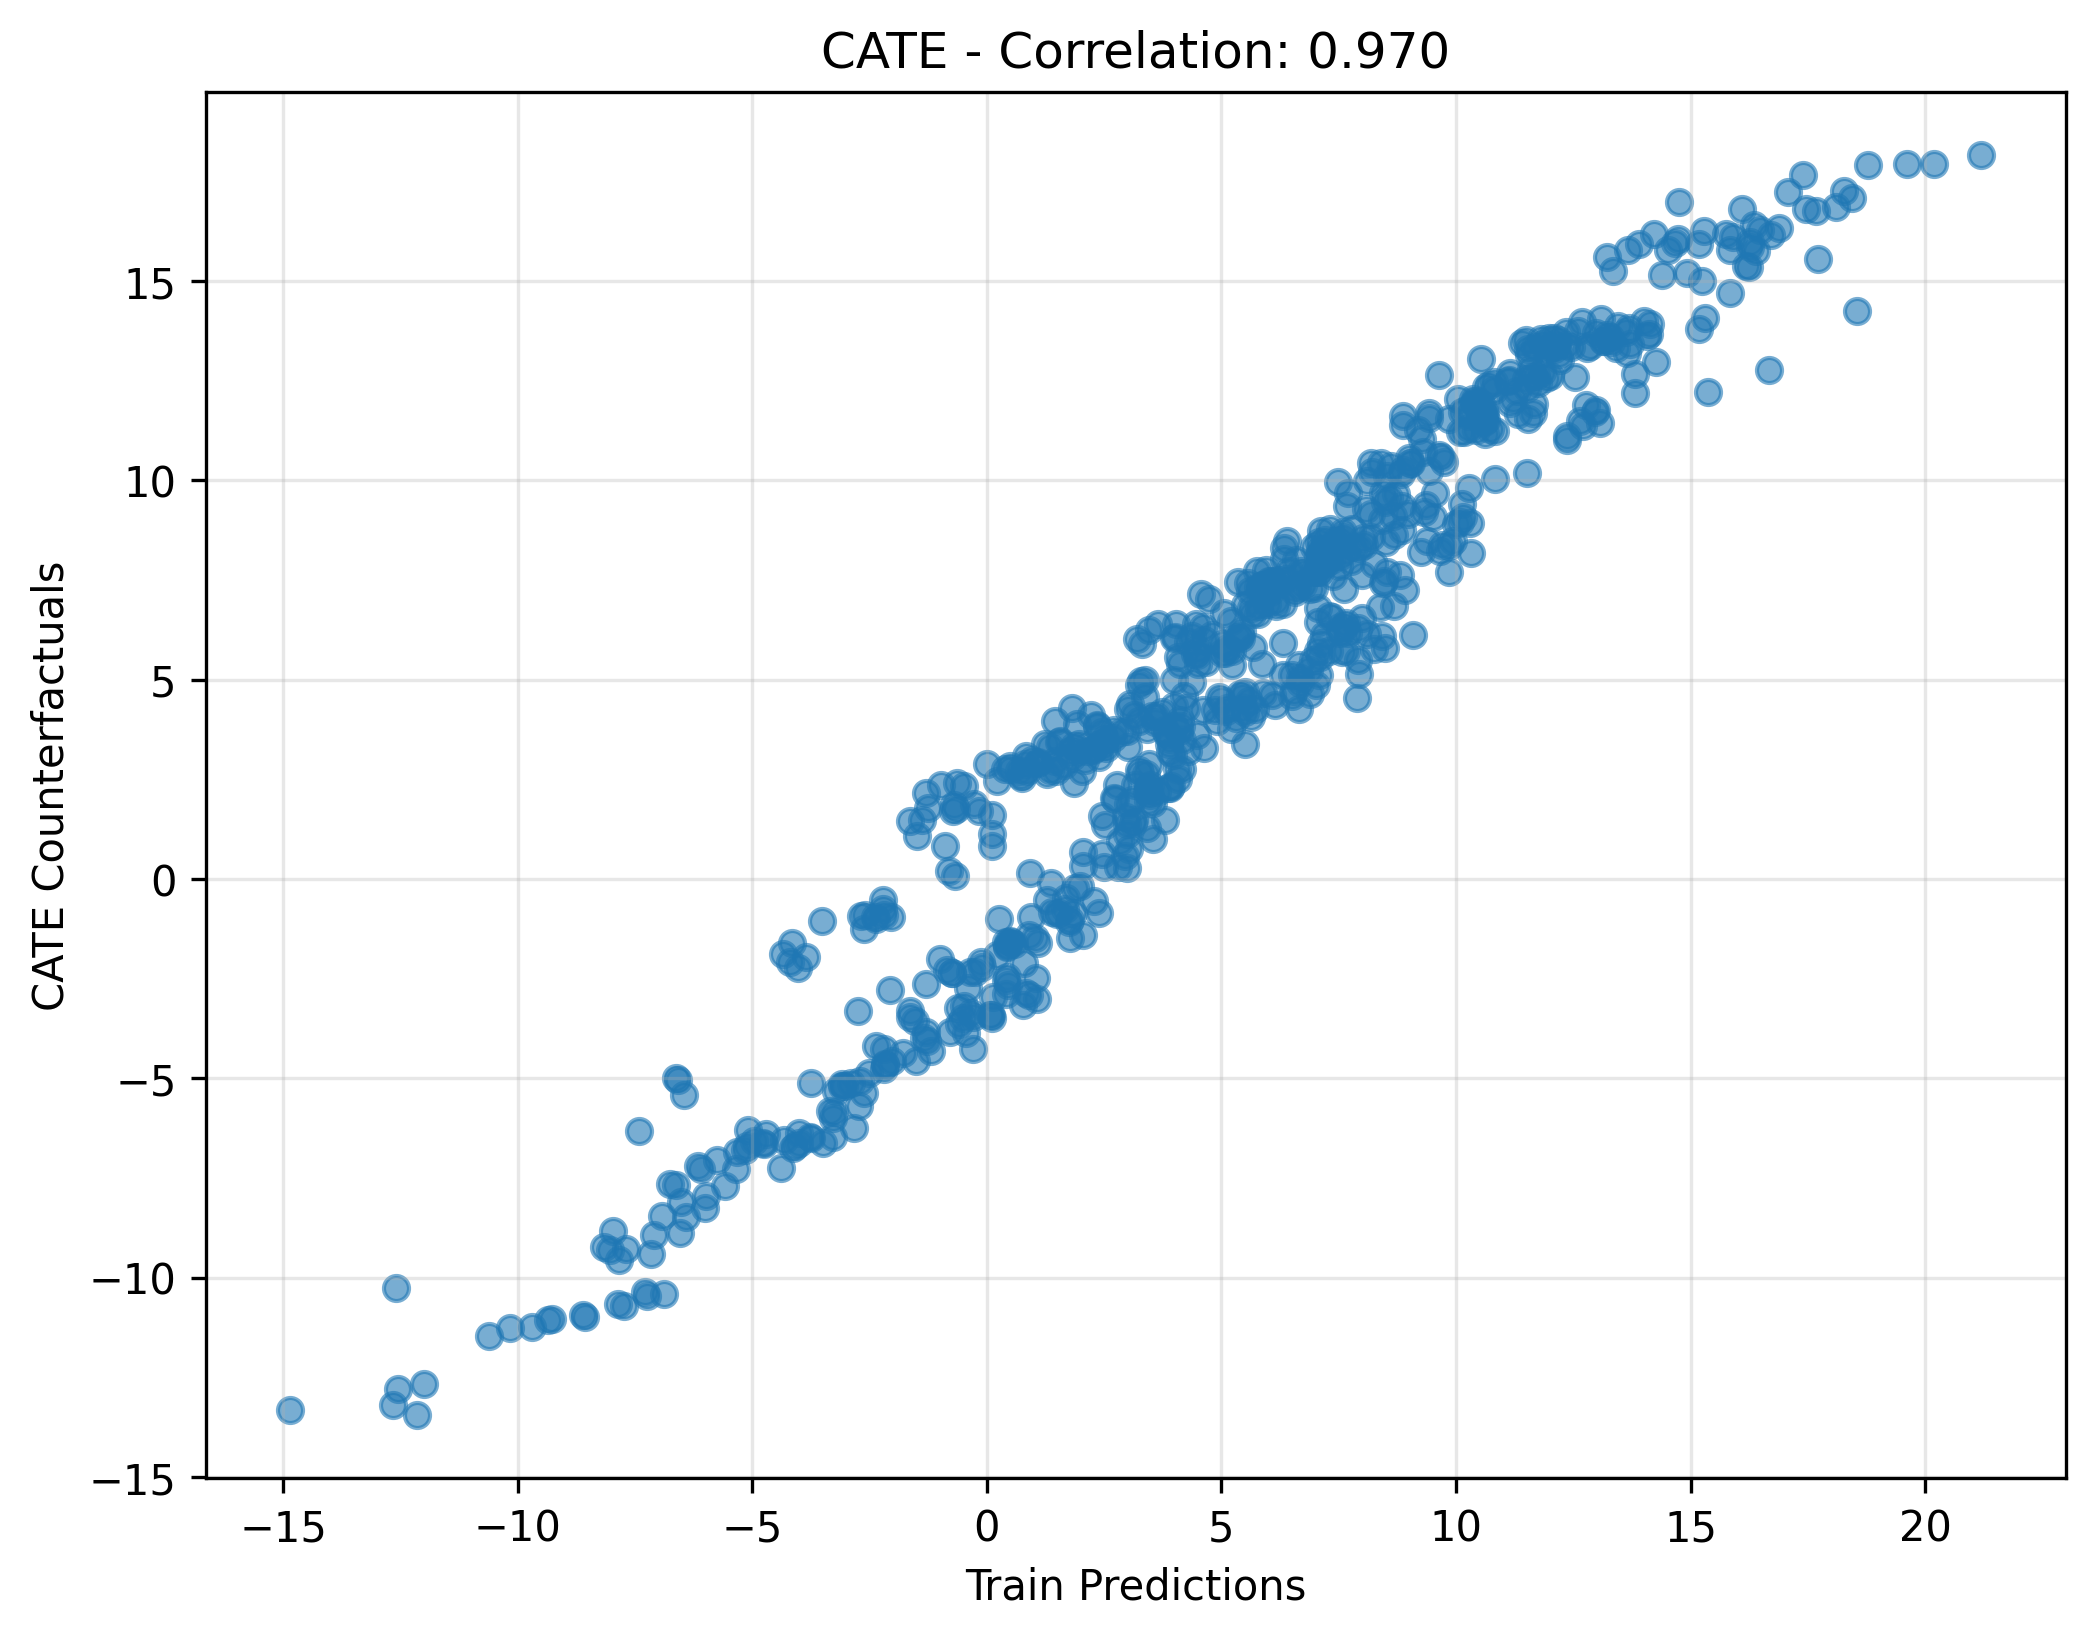 CATE - Correlation: 0.970
CATE Counterfactuals
15
10
5
0
−5
−10
−15
−15 −10 −5 0 5 10 15 20
Train Predictions